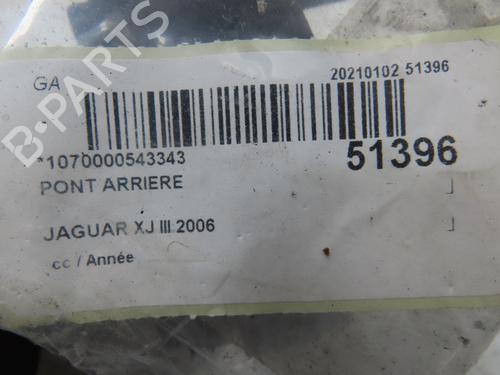 B-PARTS
GA
20210102 51396
*1070000543343
51396
PONT ARRIERE
JAGUAR XJ III 2006
cc / Année